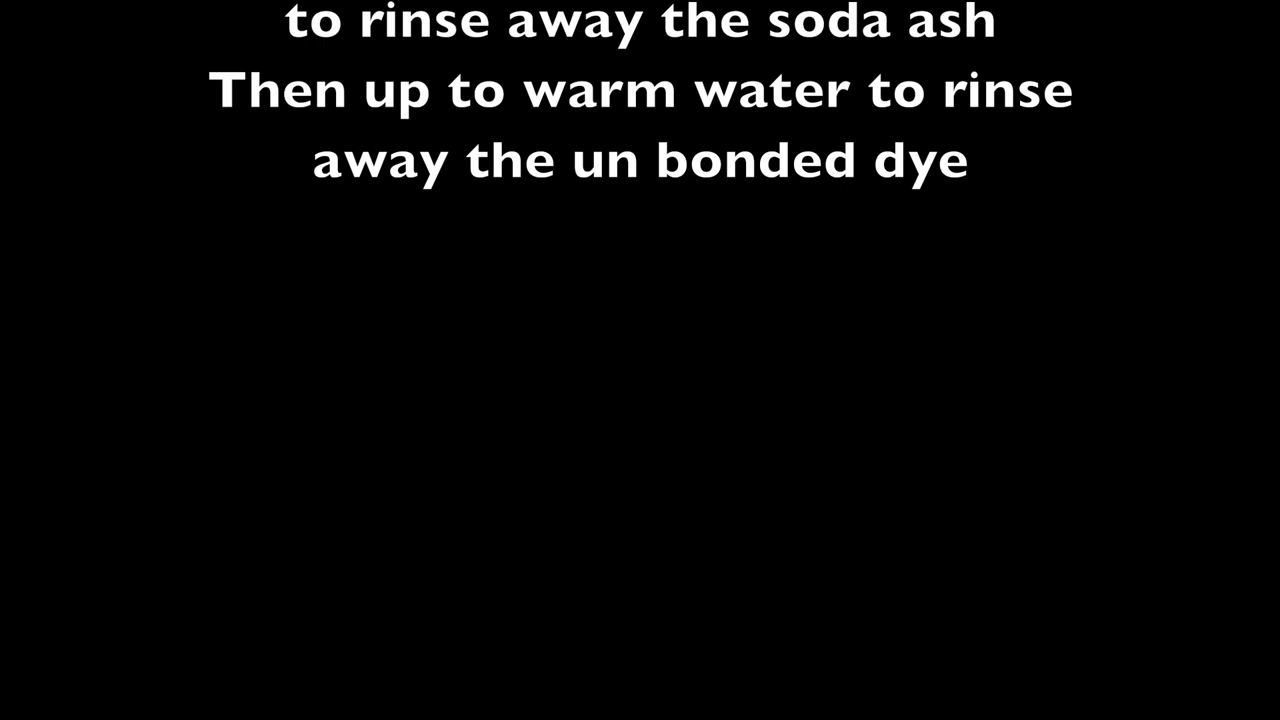 to rinse away the soda ash
Then up to warm water to rinse
away the un bonded dye